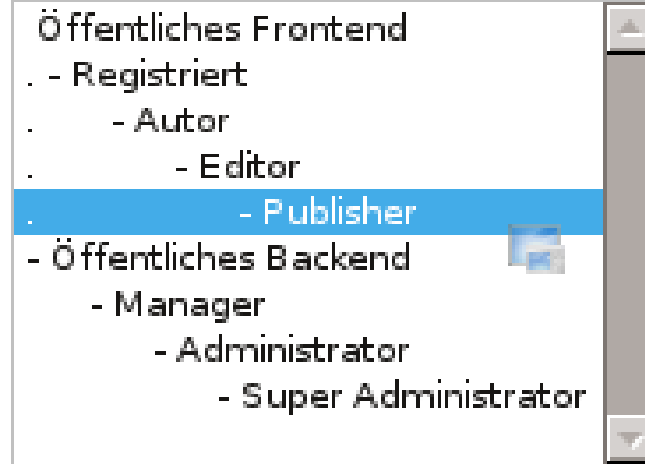 Öffentliches Frontend
. - Registriert
. - Autor
. - Editor
. - Publisher
- Öffentliches Backend
- Manager
- Administrator
- Super Administrator